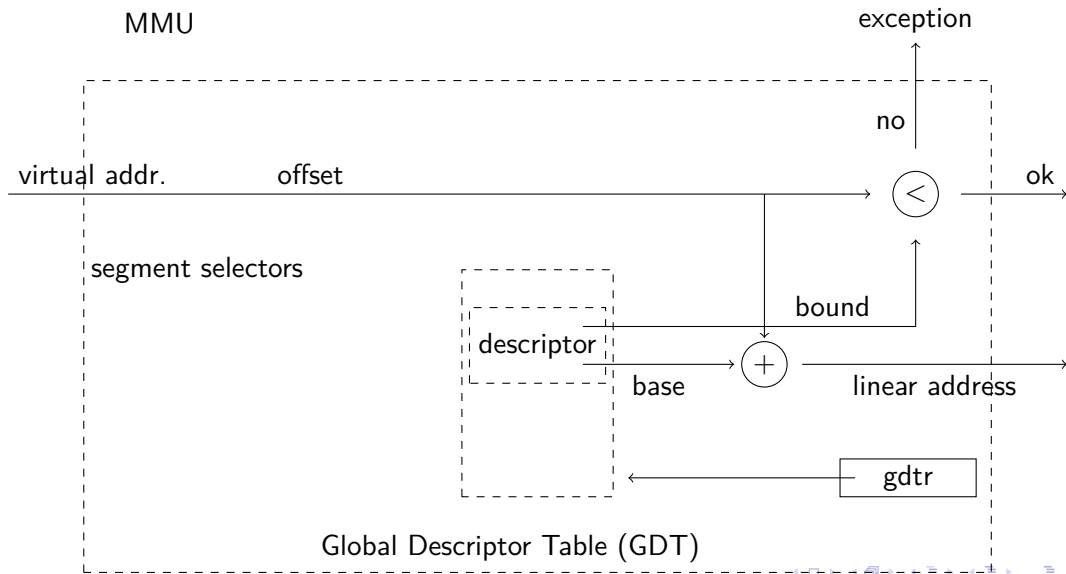 MMU
exception
no
virtual addr.
offset
<
ok
segment selectors
bound
descriptor
+
base
linear address
gdtr
Global Descriptor Table (GDT)